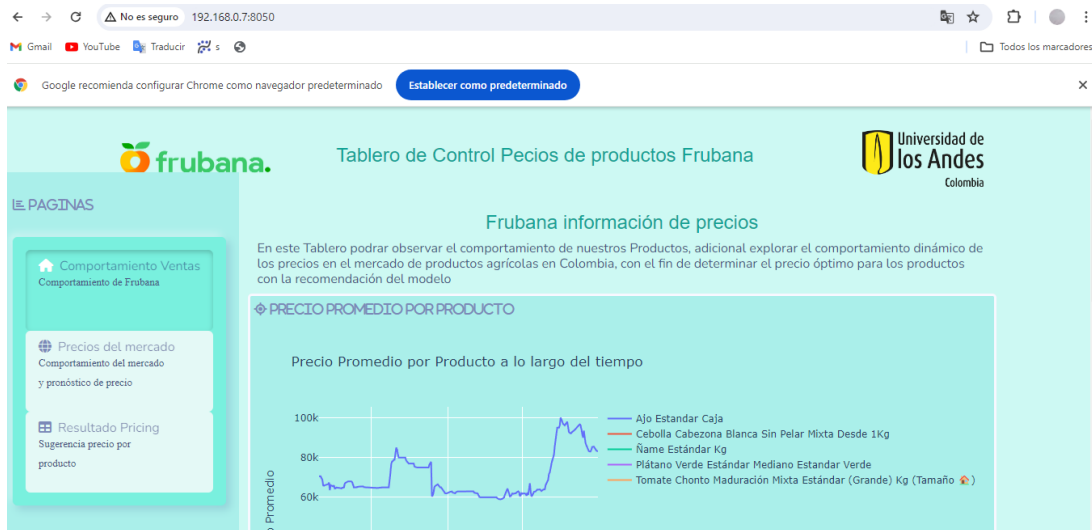 No es seguro 192.168.0.7:8050
Gmail YouTube Traducir s Todos los marcadores
Google recomienda configurar Chrome como navegador predeterminado Establecer como predeterminado
frubana.
Tablero de Control Pecios de productos Frubana
Universidad de
los Andes
Colombia
PAGINAS
Comportamiento Ventas
Comportamiento de Frubana
Precios del mercado
Comportamiento del mercado
y pronóstico de precio
Resultado Pricing
Sugerencia precio por
producto
Frubana información de precios
En este Tablero podrar observar el comportamiento de nuestros Productos, adicional explorar el comportamiento dinámico de
los precios en el mercado de productos agrícolas en Colombia, con el fin de determinar el precio óptimo para los productos
con la recomendación del modelo
PRECIO PROMEDIO POR PRODUCTO
Precio Promedio por Producto a lo largo del tiempo
100k
80k
60k
Promedio
Ajo Estandar Caja
Cebolla Cabezona Blanca Sin Pelar Mixta Desde 1Kg
Ñame Estándar Kg
Plátano Verde Estándar Mediano Estandar Verde
Tomate Chonto Maduración Mixta Estándar (Grande) Kg (Tamaño 🏠)